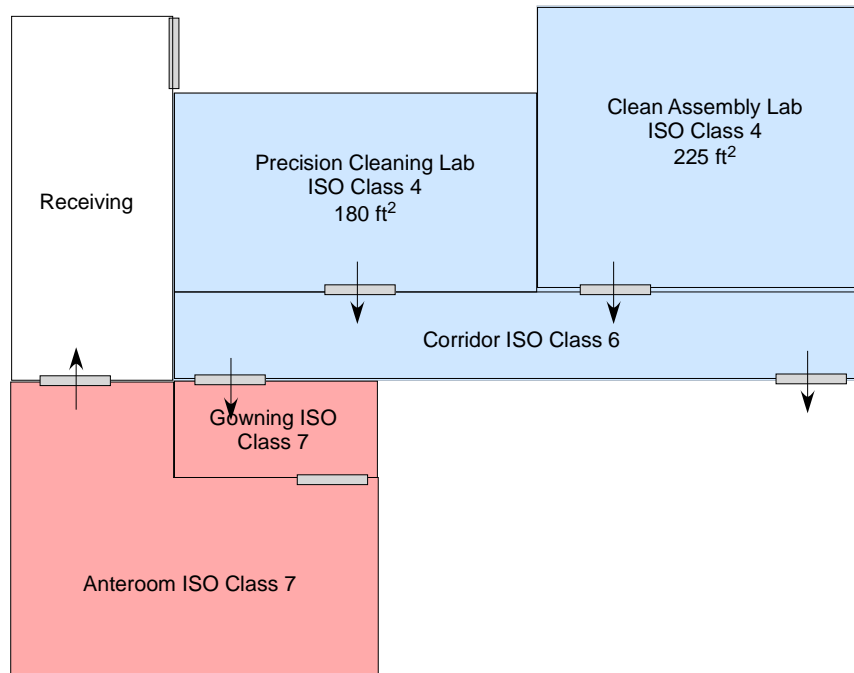 Clean Assembly Lab
ISO Class 4
225 ft²
Precision Cleaning Lab
ISO Class 4
180 ft²
Receiving
Corridor ISO Class 6
Gowning ISO
Class 7
Anteroom ISO Class 7